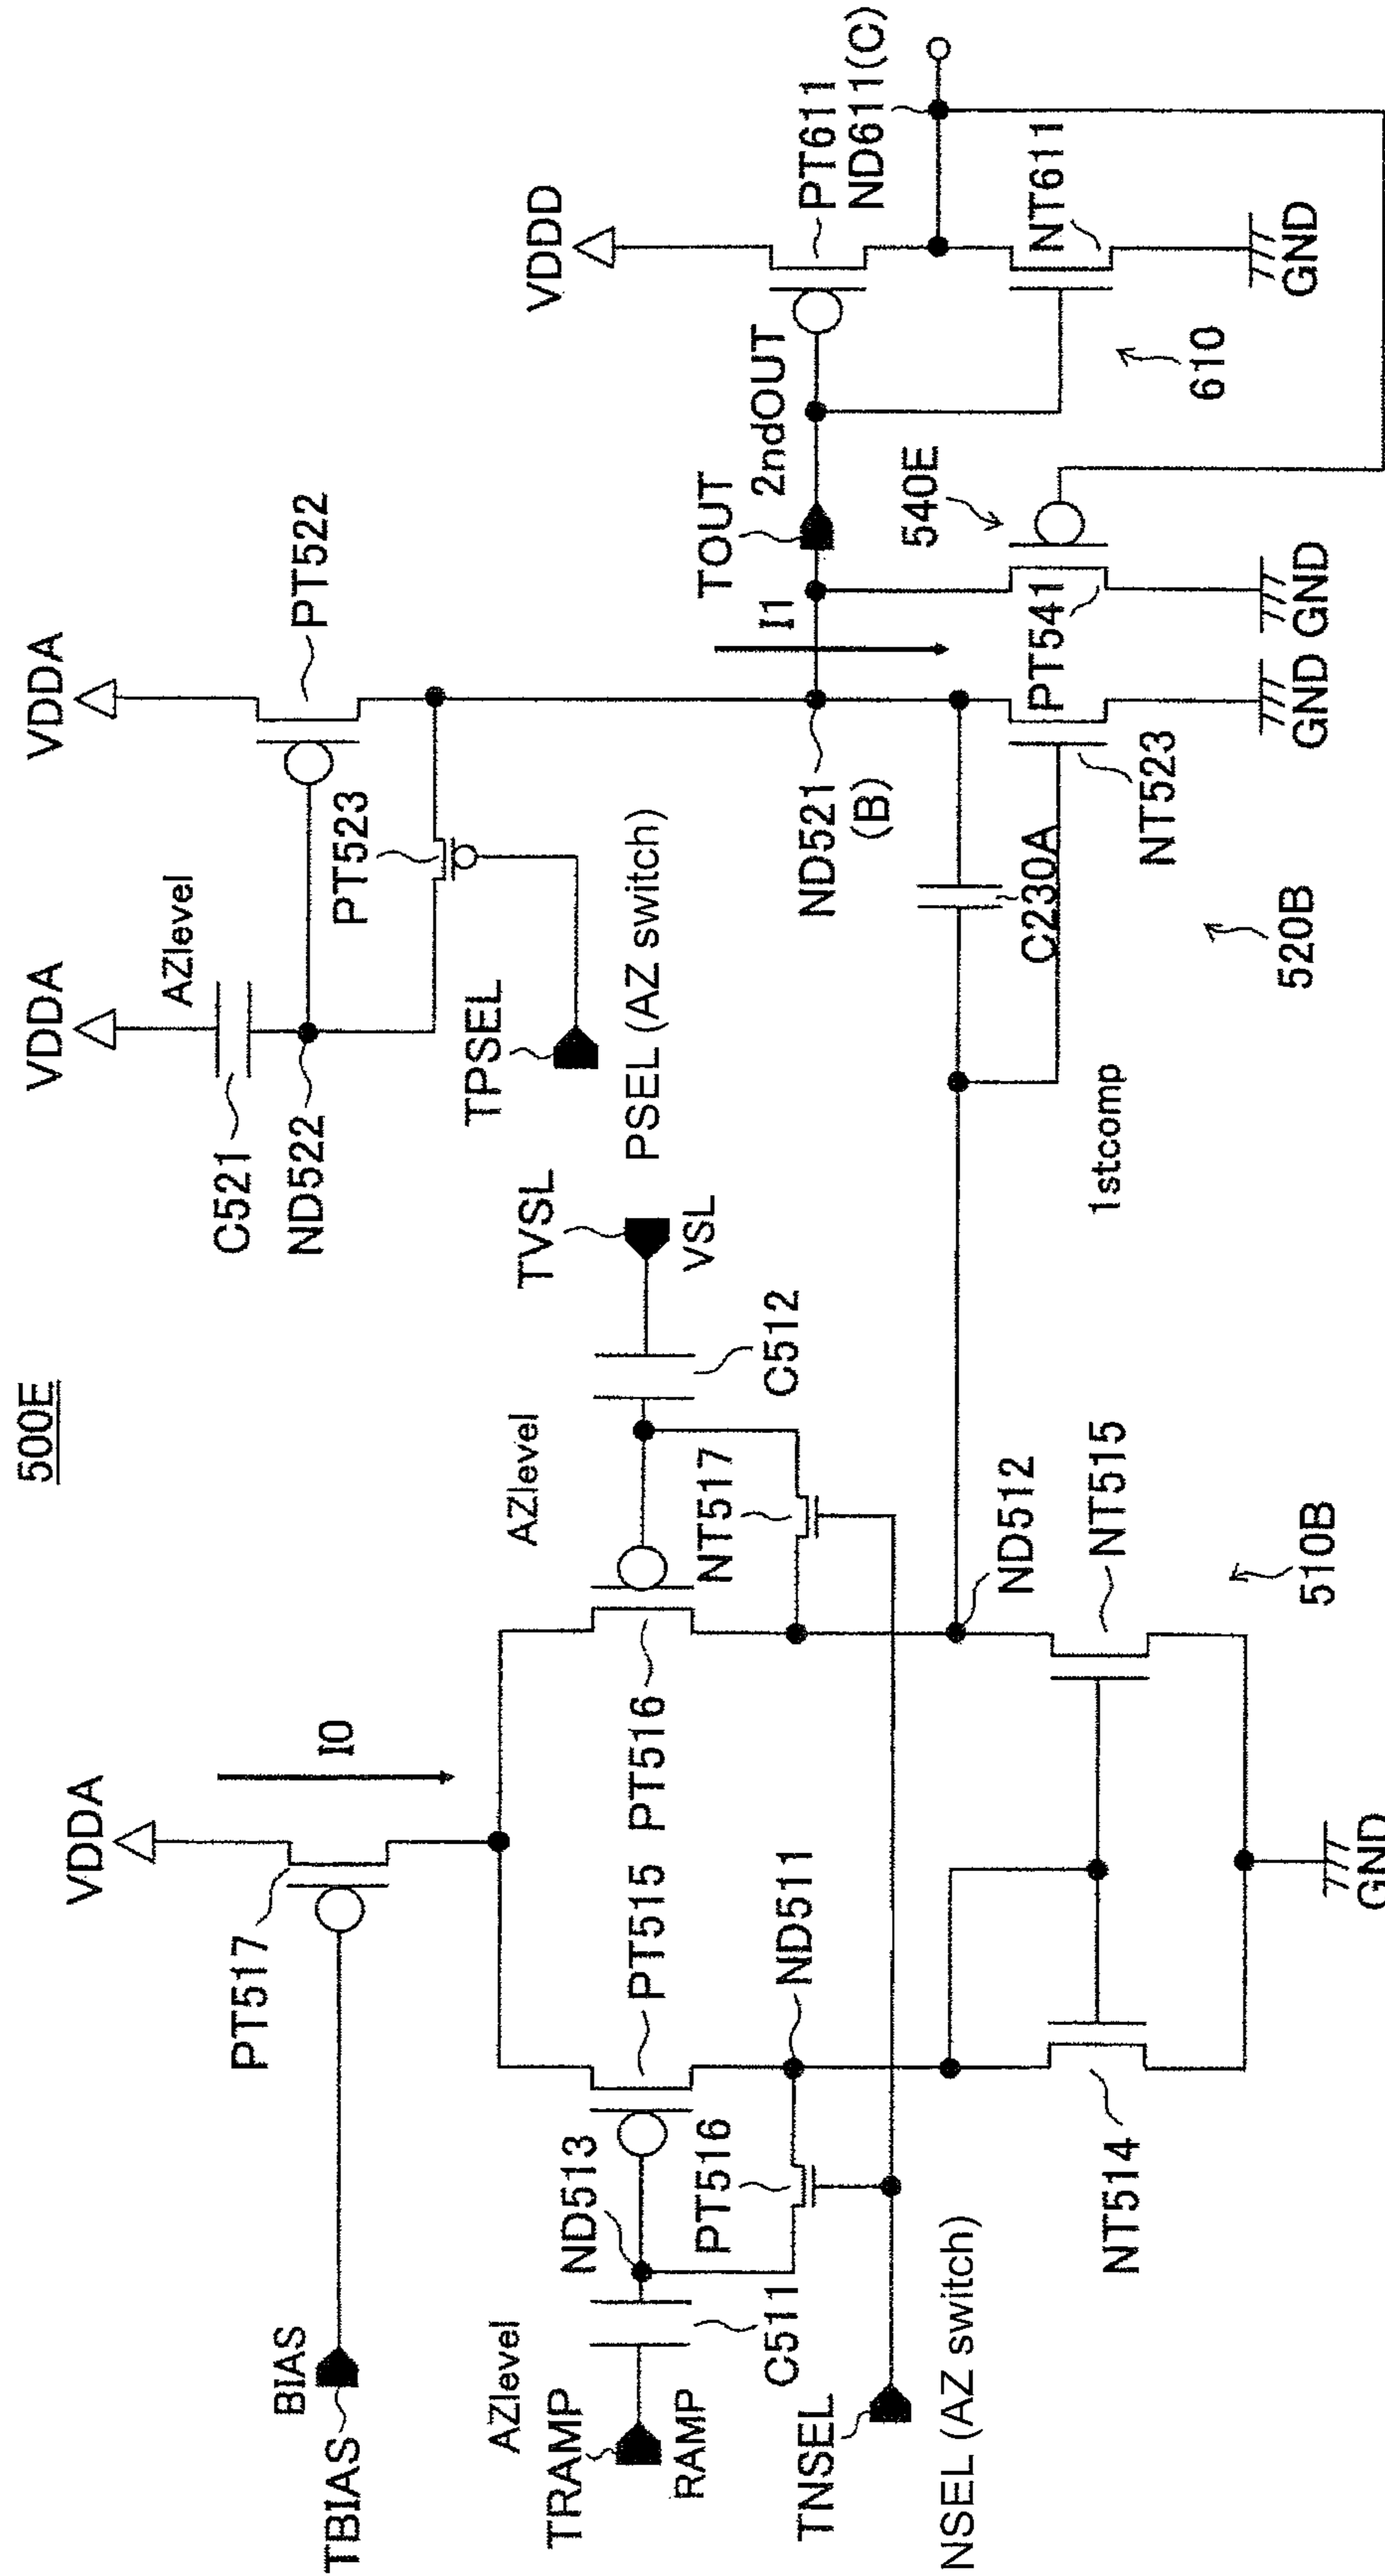 500E
VDDA
VDDA
VDDA
AZlevel
PT522
C521
PT523
ND522
I0
PT517
BIAS
TBIAS
TPSEL
PSEL (AZ switch)
VDDD
TOUT
2ndOUT
PT611
ND611(C)
I1
ND521
(B)
540E
C230A
PT541
NT611
NT523
GND
GND
GND
610
520B
TVSL
VSL
AZlevel
C512
NT517
PT515
PT516
ND511
ND513
PT516
AZlevel
TRAMP
RAMP
C511
TNSEL
NSEL (AZ switch)
ND512
1stcomp
NT514
NT515
510B
GND